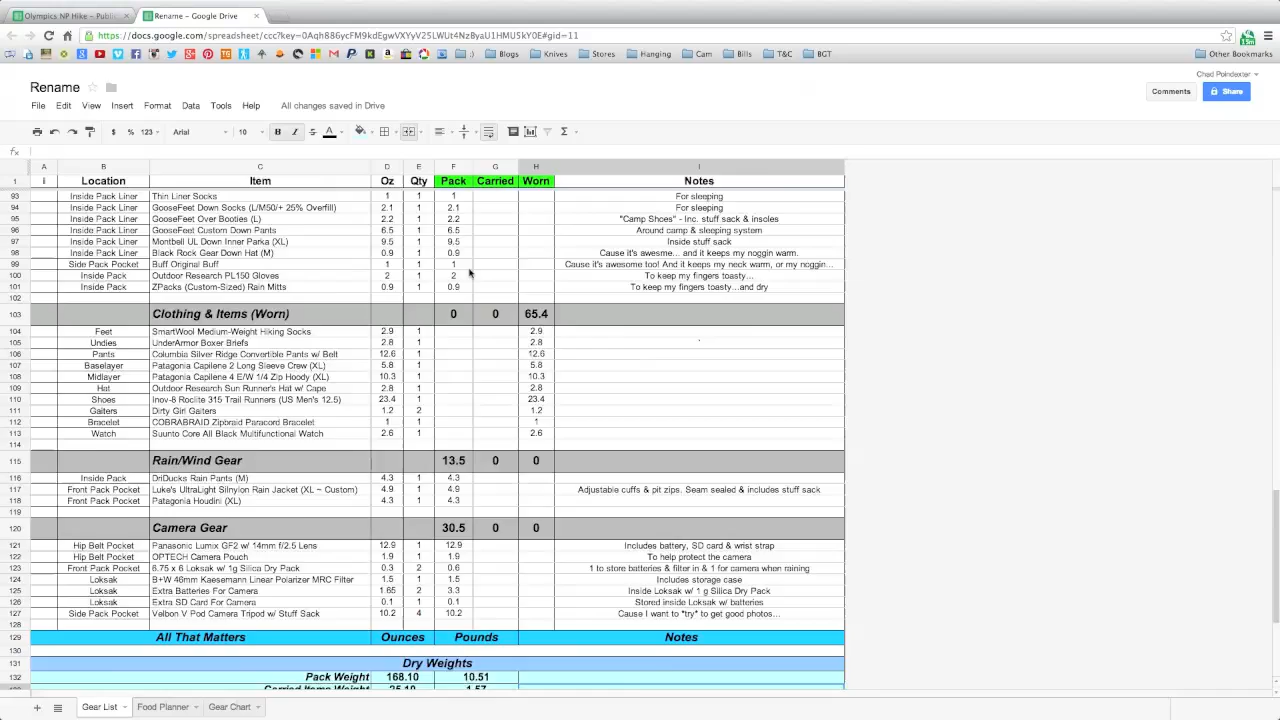 Olympics NP Hike – Public
Rename – Google Drive
https://docs.google.com/spreadsheet/ccc?key=0Aqh886ycFM9kdEgwVXYyV25LWUt4NzByaU1HMU5kY0E#gid=11
:) Blogs Knives Stores Hanging Cam Bills T&C BGT Other Bookmarks
Chad Poindexter
Rename
Comments Share
File Edit View Insert Format Data Tools Help All changes saved in Drive
$ % 123 Arial 10 B I S A Σ
fx
A B C D E F G H I
1 i Location Item Oz Qty Pack Carried Worn Notes
93 Inside Pack Liner Thin Liner Socks 1 1 1 For sleeping
94 Inside Pack Liner GooseFeet Down Socks (L/M50/+ 25% Overfill) 2.1 1 2.1 For sleeping
95 Inside Pack Liner GooseFeet Over Booties (L) 2.2 1 2.2 "Camp Shoes" - Inc. stuff sack & insoles
96 Inside Pack Liner GooseFeet Custom Down Pants 6.5 1 6.5 Around camp & sleeping system
97 Inside Pack Liner Montbell UL Down Inner Parka (XL) 9.5 1 9.5 Inside stuff sack
98 Inside Pack Liner Black Rock Gear Down Hat (M) 0.9 1 0.9 Cause it's awesme... and it keeps my noggin warm.
99 Side Pack Pocket Buff Original Buff 1 1 1 Cause it's awesome too! And it keeps my neck warm, or my noggin...
100 Inside Pack Outdoor Research PL150 Gloves 2 1 2 To keep my fingers toasty...
101 Inside Pack ZPacks (Custom-Sized) Rain Mitts 0.9 1 0.9 To keep my fingers toasty...and dry
102
103 Clothing & Items (Worn) 0 0 65.4
104 Feet SmartWool Medium-Weight Hiking Socks 2.9 1 2.9
105 Undies UnderArmor Boxer Briefs 2.8 1 2.8 `
106 Pants Columbia Silver Ridge Convertible Pants w/ Belt 12.6 1 12.6
107 Baselayer Patagonia Capilene 2 Long Sleeve Crew (XL) 5.8 1 5.8
108 Midlayer Patagonia Capilene 4 E/W 1/4 Zip Hoody (XL) 10.3 1 10.3
109 Hat Outdoor Research Sun Runner's Hat w/ Cape 2.8 1 2.8
110 Shoes Inov-8 Roclite 315 Trail Runners (US Men's 12.5) 23.4 1 23.4
111 Gaiters Dirty Girl Gaiters 1.2 2 1.2
112 Bracelet COBRABRAID Zipbraid Paracord Bracelet 1 1 1
113 Watch Suunto Core All Black Multifunctional Watch 2.6 1 2.6
114
115 Rain/Wind Gear 13.5 0 0
116 Inside Pack DriDucks Rain Pants (M) 4.3 1 4.3
117 Front Pack Pocket Luke's UltraLight Silnylon Rain Jacket (XL ~ Custom) 4.9 1 4.9 Adjustable cuffs & pit zips. Seam sealed & includes stuff sack
118 Front Pack Pocket Patagonia Houdini (XL) 4.3 1 4.3
119
120 Camera Gear 30.5 0 0
121 Hip Belt Pocket Panasonic Lumix GF2 w/ 14mm f/2.5 Lens 12.9 1 12.9 Includes battery, SD card & wrist strap
122 Hip Belt Pocket OPTECH Camera Pouch 1.9 1 1.9 To help protect the camera
123 Front Pack Pocket 6.75 x 6 Loksak w/ 1g Silica Dry Pack 0.3 2 0.6 1 to store batteries & filter in & 1 for camera when raining
124 Loksak B+W 46mm Kaesemann Linear Polarizer MRC Filter 1.5 1 1.5 Includes storage case
125 Loksak Extra Batteries For Camera 1.65 2 3.3 Inside Loksak w/ 1 g Silica Dry Pack
126 Loksak Extra SD Card For Camera 0.1 1 0.1 Stored inside Loksak w/ batteries
127 Side Pack Pocket Velbon V Pod Camera Tripod w/ Stuff Sack 10.2 4 10.2 Cause I want to *try* to get good photos...
128
129 All That Matters Ounces Pounds Notes
130
131 Dry Weights
132 Pack Weight 168.10 10.51
Carried Items Weight 25.10 1.57
Gear List Food Planner Gear Chart